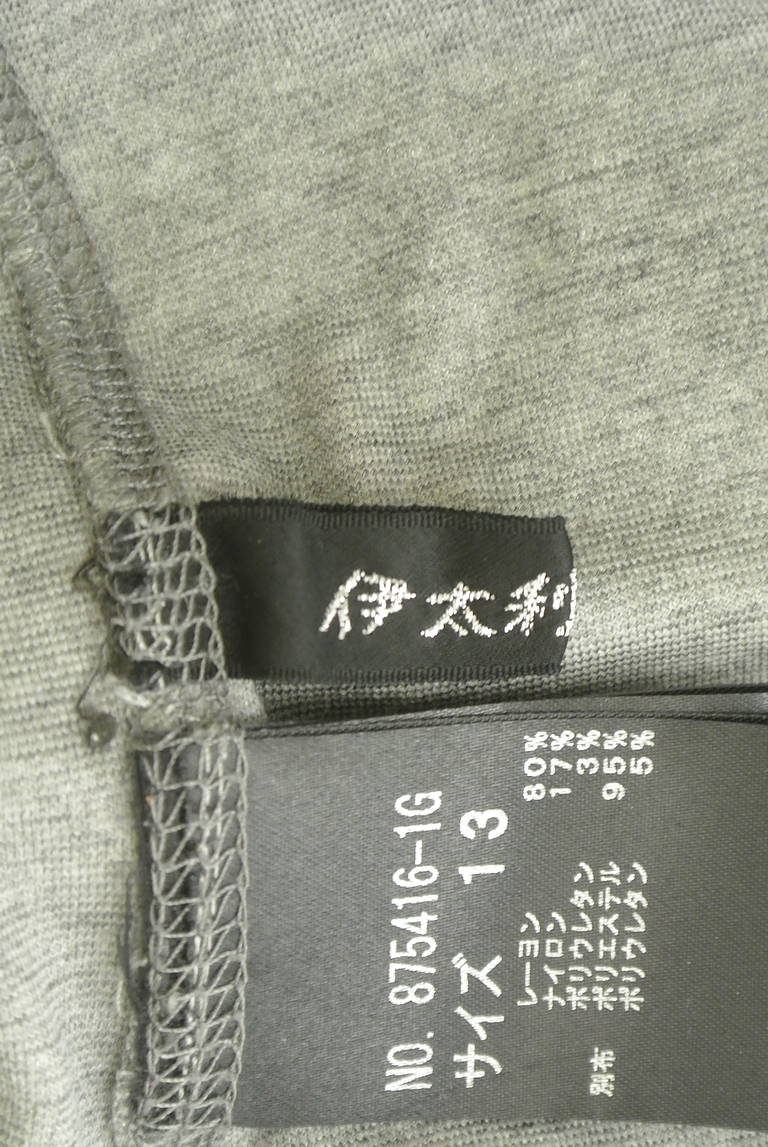 伊太利
NO. 875416-1G
サイズ 13
レーヨン 80%
ナイロン 17%
ポリウレタン 3%
別布 ポリエステル 95%
ポリウレタン 5%